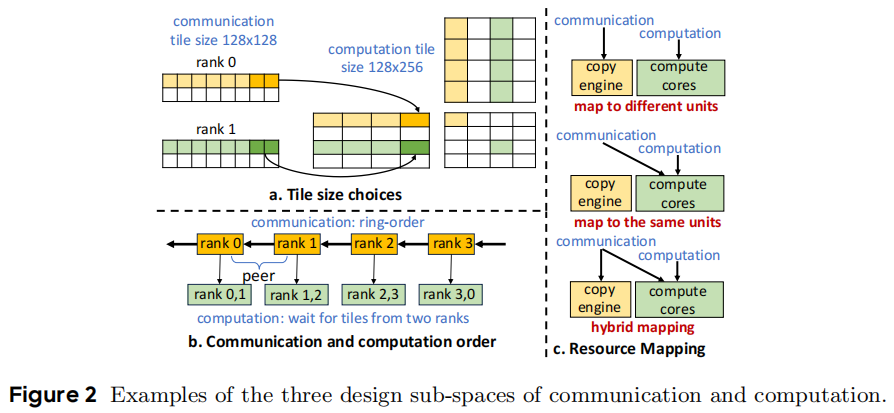 communication
tile size 128x128
rank 0
rank 1
computation tile
size 128x256
a. Tile size choices
communication: ring-order
rank 0
rank 1
rank 2
rank 3
peer
rank 0,1
rank 1,2
rank 2,3
rank 3,0
computation: wait for tiles from two ranks
b. Communication and computation order
communication
computation
copy
engine
compute
cores
map to different units
communication
computation
copy
engine
compute
cores
map to the same units
communication
computation
copy
engine
compute
cores
hybrid mapping
c. Resource Mapping
Figure 2 Examples of the three design sub-spaces of communication and computation.